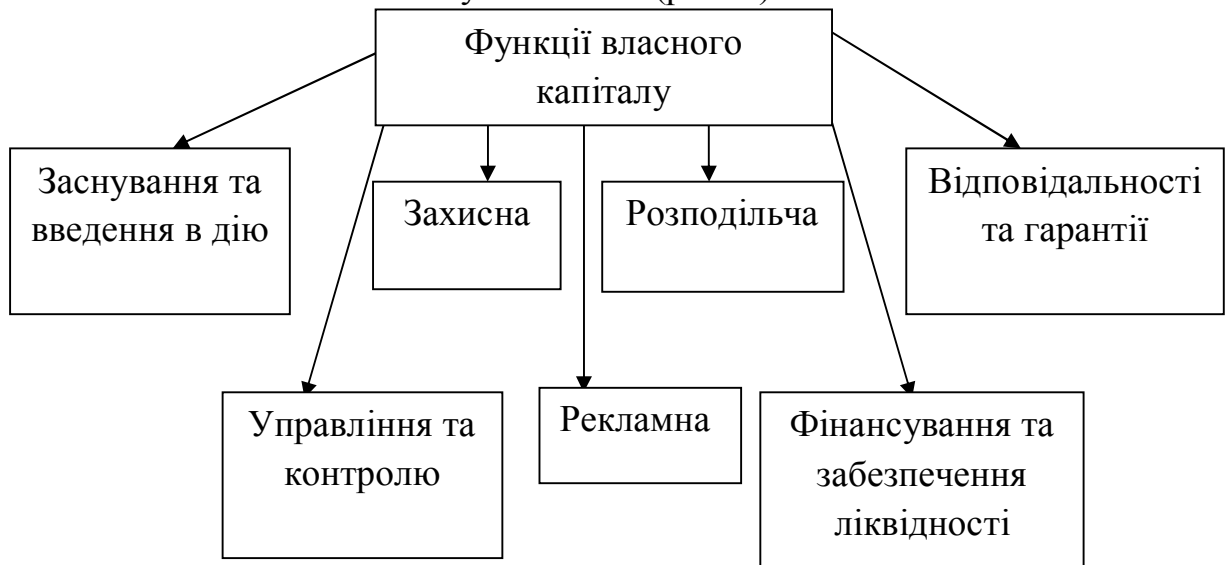 Функції власного
капіталу
Заснування та
введення в дію
Захисна
Розподільча
Відповідальності
та гарантії
Управління та
контролю
Рекламна
Фінансування та
забезпечення
ліквідності